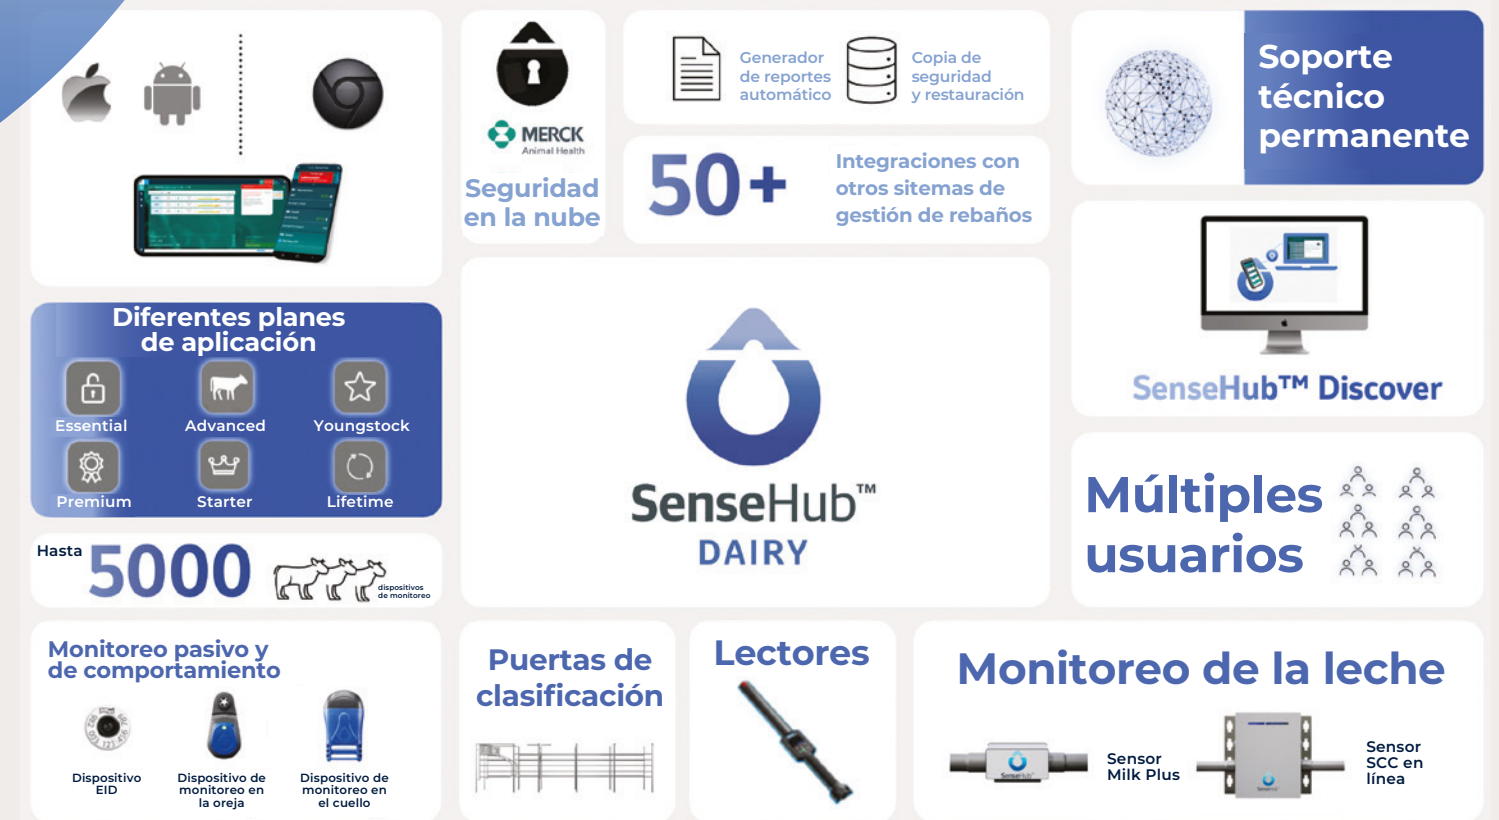 MERCK
Animal Health
Seguridad
en la nube
Generador
de reportes
automático
Copia de
seguridad
y restauración
50+
Integraciones con
otros sitemas de
gestión de rebaños
Soporte
técnico
permanente
Diferentes planes
de aplicación
Essential
Advanced
Youngstock
Premium
Starter
Lifetime
SenseHub™
DAIRY
SenseHub™ Discover
Múltiples
usuarios
Hasta
5000
dispositivos
de monitoreo
Monitoreo pasivo y
de comportamiento
Dispositivo
EID
Dispositivo de
monitoreo en
la oreja
Dispositivo de
monitoreo en
el cuello
Puertas de
clasificación
Lectores
Monitoreo de la leche
SenseHub
Sensor
Milk Plus
SenseHub
Sensor
SCC en
línea